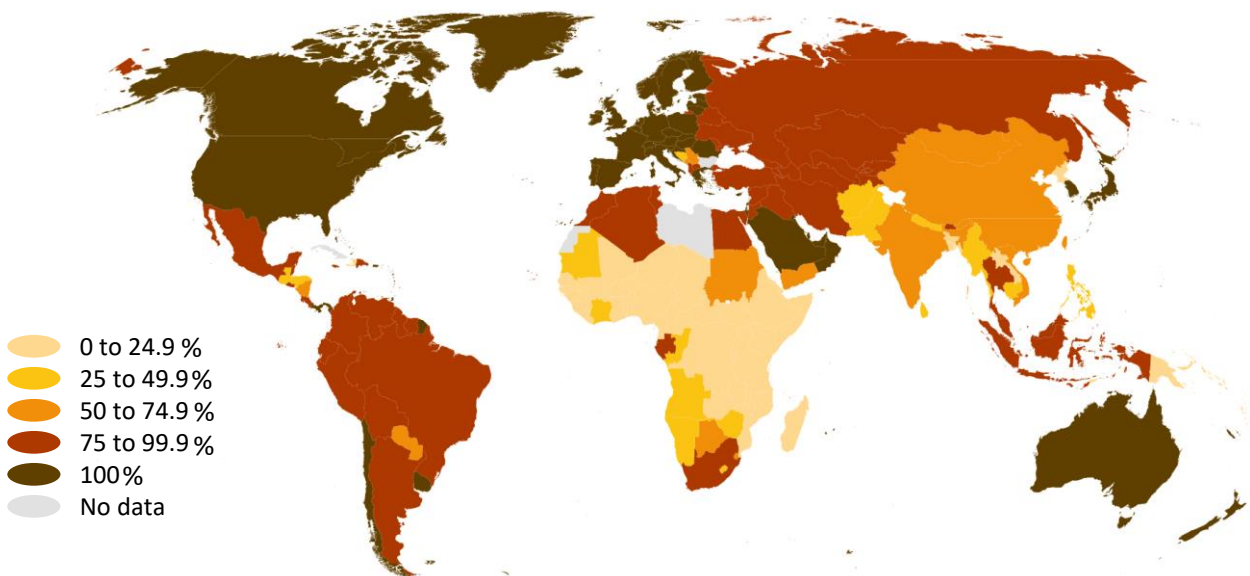 0 to 24.9 %
25 to 49.9 %
50 to 74.9 %
75 to 99.9 %
100 %
No data